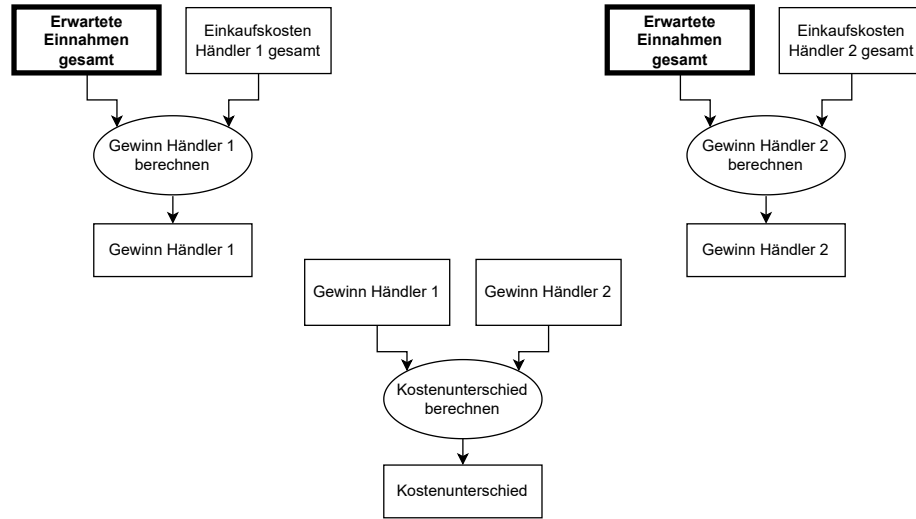 Erwartete
Einnahmen
gesamt
Einkaufskosten
Händler 1 gesamt
Erwartete
Einnahmen
gesamt
Einkaufskosten
Händler 2 gesamt
Gewinn Händler 1
berechnen
Gewinn Händler 2
berechnen
Gewinn Händler 1
Gewinn Händler 2
Gewinn Händler 1
Gewinn Händler 2
Kostenunterschied
berechnen
Kostenunterschied